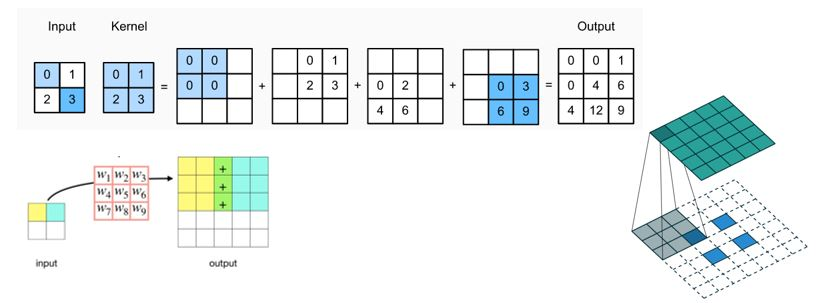 Input Kernel Output
0 1 0 1 = 0 0 + 0 1 + + = 0 0 1
2 3 2 3 0 0 2 3 0 2 0 3 0 4 6
4 6 6 9 4 12 9
w1 w2 w3
w4 w5 w6
w7 w8 w9
+
+
+
input output